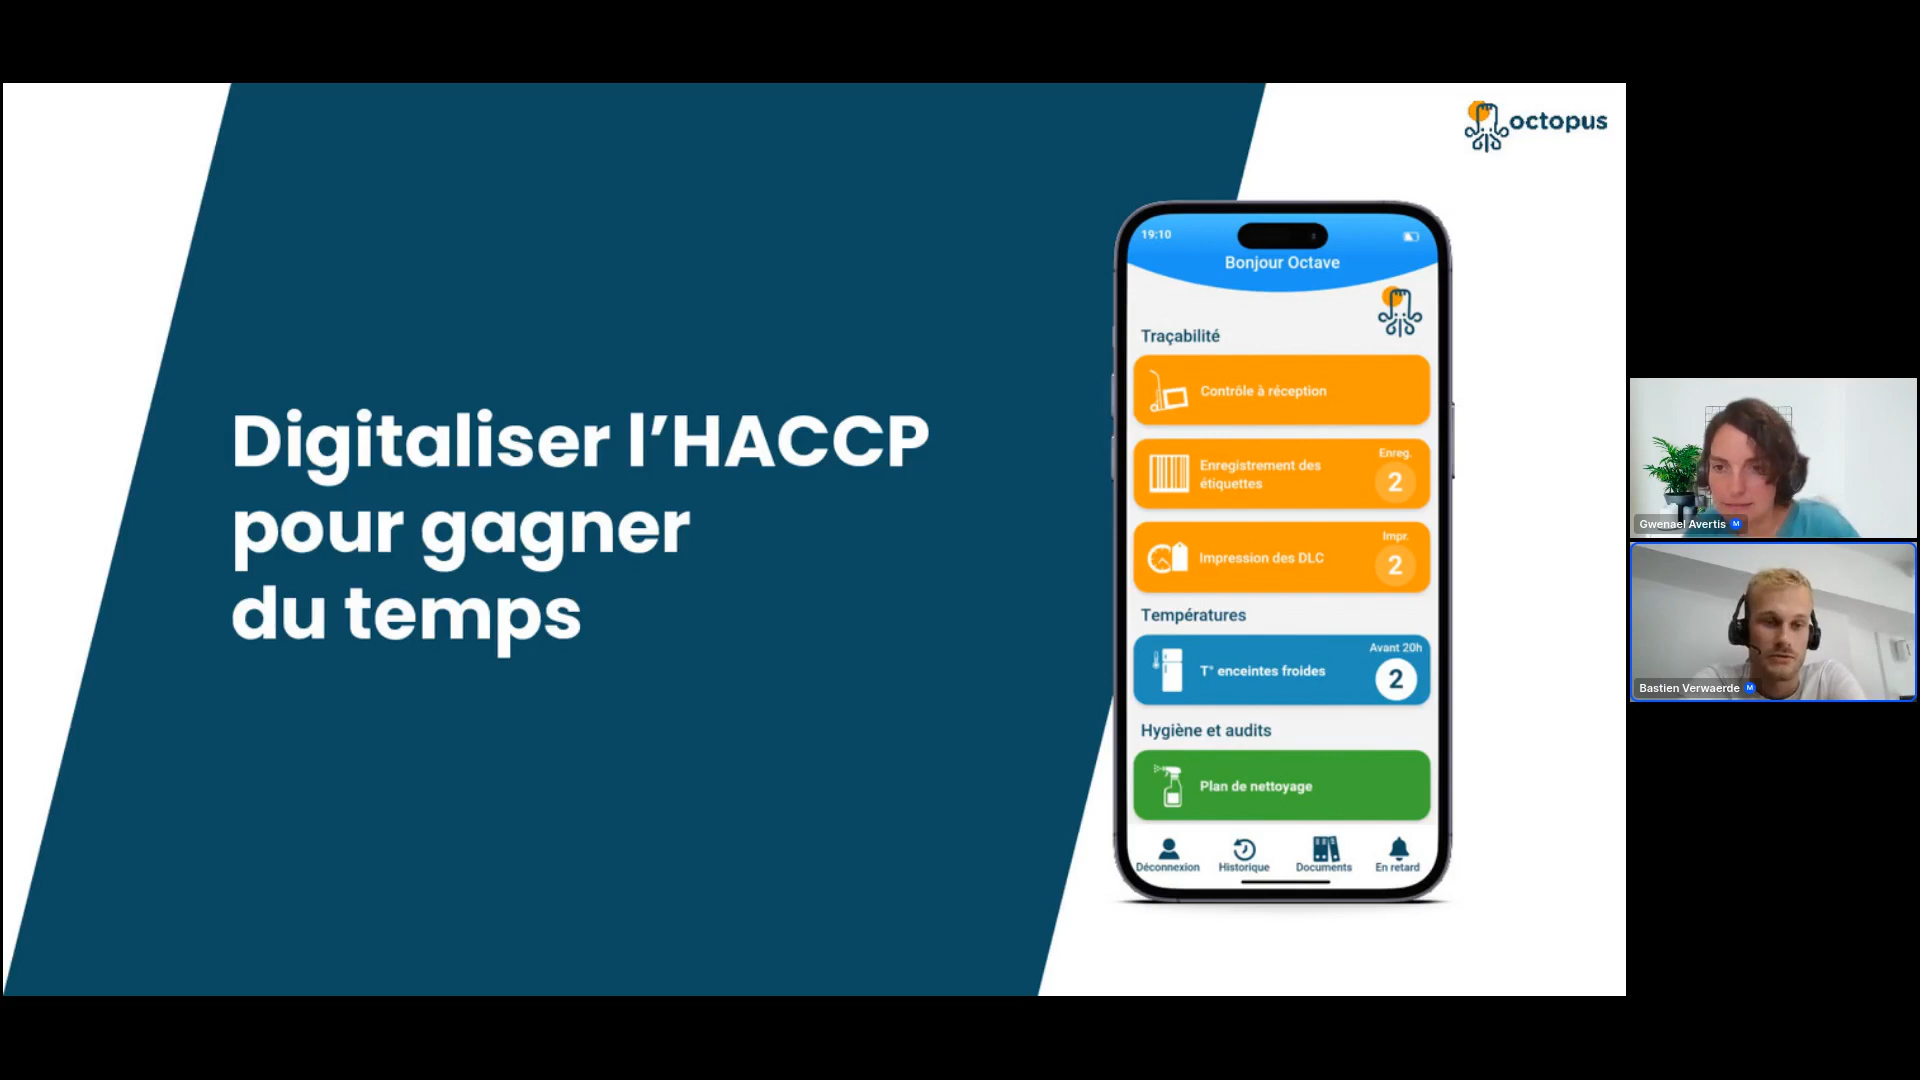 octopus
Digitaliser l’HACCP
pour gagner
du temps
19:10
Bonjour Octave
Traçabilité
Contrôle à réception
Enregistrement des
étiquettes
Enreg.
2
Impression des DLC
Impr.
2
Températures
T° enceintes froides
Avant 20h
2
Hygiène et audits
Plan de nettoyage
Déconnexion
Historique
Documents
En retard
Gwenael Avertis M
Bastien Verwaerde M